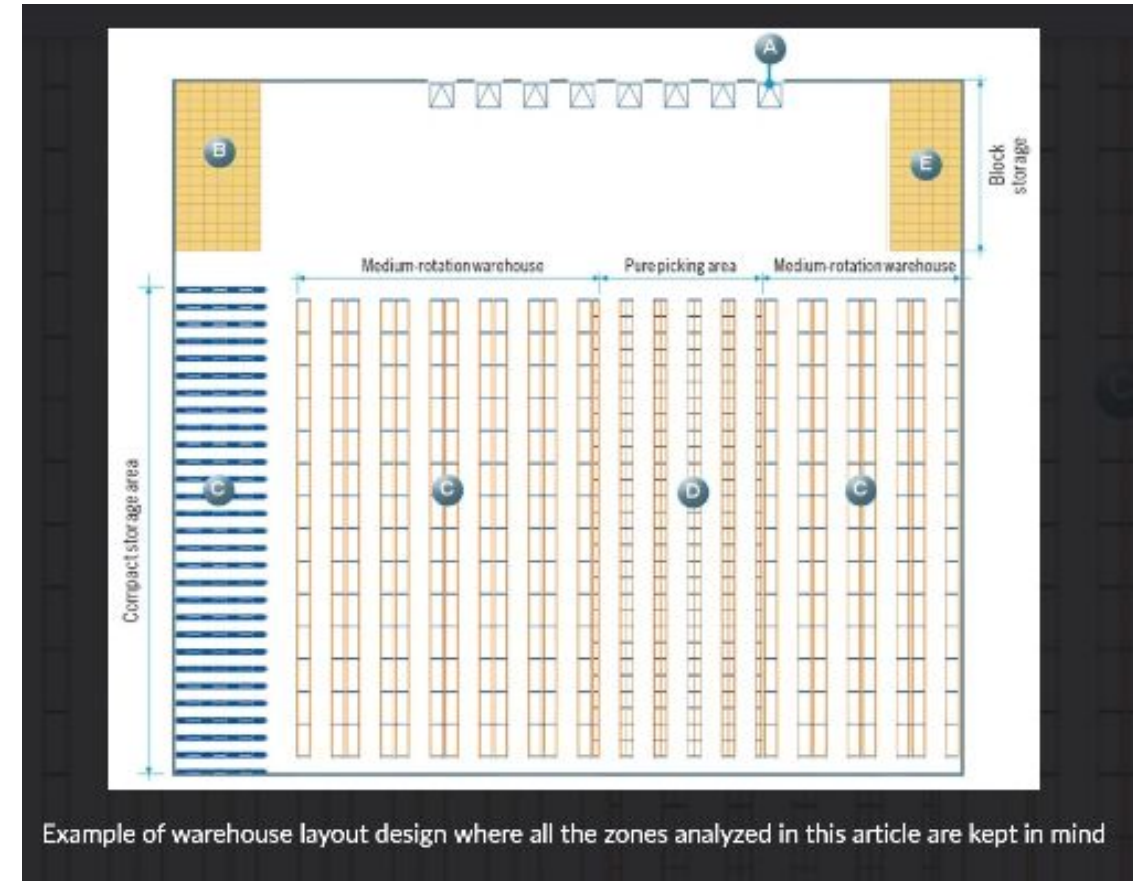 A
B
E
Block
storage
Medium-rotation warehouse
Pure picking area
Medium-rotation warehouse
Compact storage area
C
C
D
C
Example of warehouse layout design where all the zones analyzed in this article are kept in mind